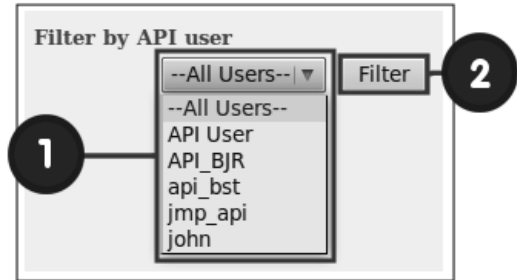 Filter by API user
--All Users-- Filter 2
--All Users--
API User
1 API_BJR
api_bst
jmp_api
john